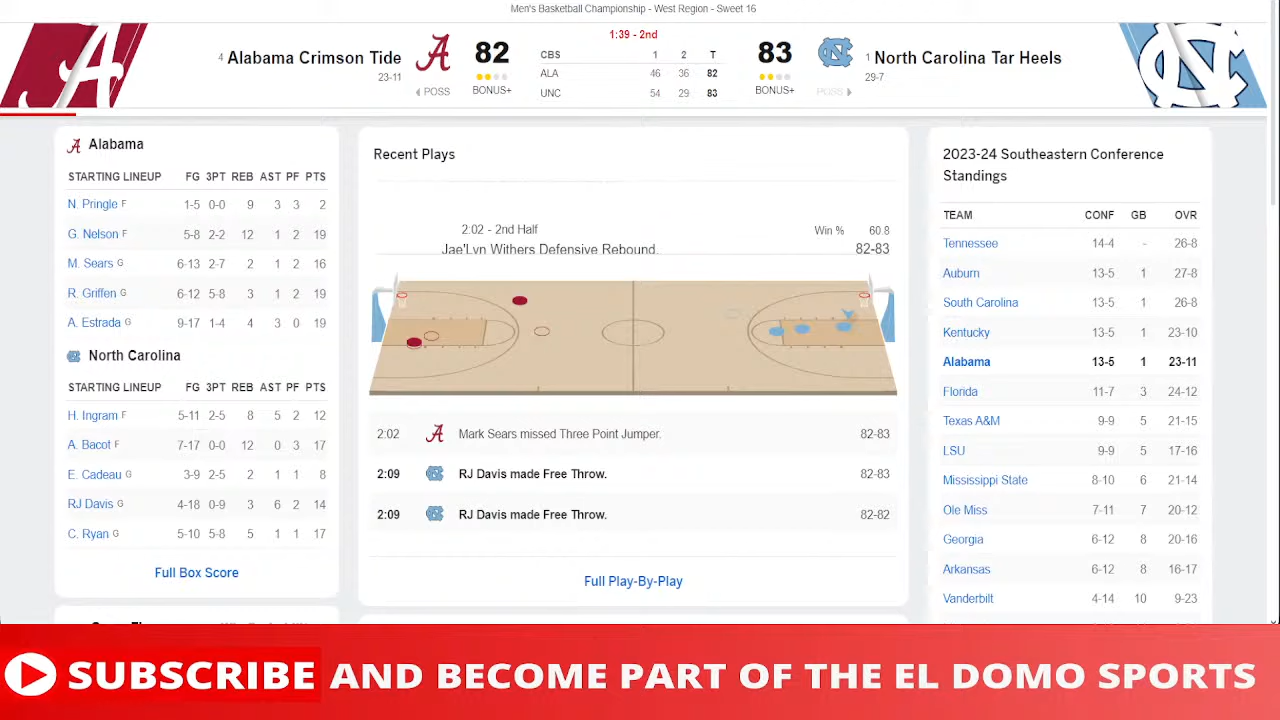 Men's Basketball Championship - West Region - Sweet 16
4 Alabama Crimson Tide
23-11
POSS
82
BONUS+
1:39 - 2nd
CBS 1 2 T
ALA 46 36 82
UNC 54 29 83
83
BONUS+
POSS
1 North Carolina Tar Heels
29-7
Alabama
STARTING LINEUP FG 3PT REB AST PF PTS
N. Pringle F 1-5 0-0 9 3 3 2
G. Nelson F 5-8 2-2 12 1 2 19
M. Sears G 6-13 2-7 2 1 2 16
R. Griffen G 6-12 5-8 3 1 2 19
A. Estrada G 9-17 1-4 4 3 0 19
North Carolina
STARTING LINEUP FG 3PT REB AST PF PTS
H. Ingram F 5-11 2-5 8 5 2 12
A. Bacot F 7-17 0-0 12 0 3 17
E. Cadeau G 3-9 2-5 2 1 1 8
RJ Davis G 4-18 0-9 3 6 2 14
C. Ryan G 5-10 5-8 5 1 1 17
Full Box Score
Recent Plays
2:02 - 2nd Half
Jae'Lyn Withers Defensive Rebound.
Win % 60.8
82-83
2:02 Mark Sears missed Three Point Jumper. 82-83
2:09 RJ Davis made Free Throw. 82-83
2:09 RJ Davis made Free Throw. 82-82
Full Play-By-Play
2023-24 Southeastern Conference
Standings
TEAM CONF GB OVR
Tennessee 14-4 - 26-8
Auburn 13-5 1 27-8
South Carolina 13-5 1 26-8
Kentucky 13-5 1 23-10
Alabama 13-5 1 23-11
Florida 11-7 3 24-12
Texas A&M 9-9 5 21-15
LSU 9-9 5 17-16
Mississippi State 8-10 6 21-14
Ole Miss 7-11 7 20-12
Georgia 6-12 8 20-16
Arkansas 6-12 8 16-17
Vanderbilt 4-14 10 9-23
SUBSCRIBE AND BECOME PART OF THE EL DOMO SPORTS